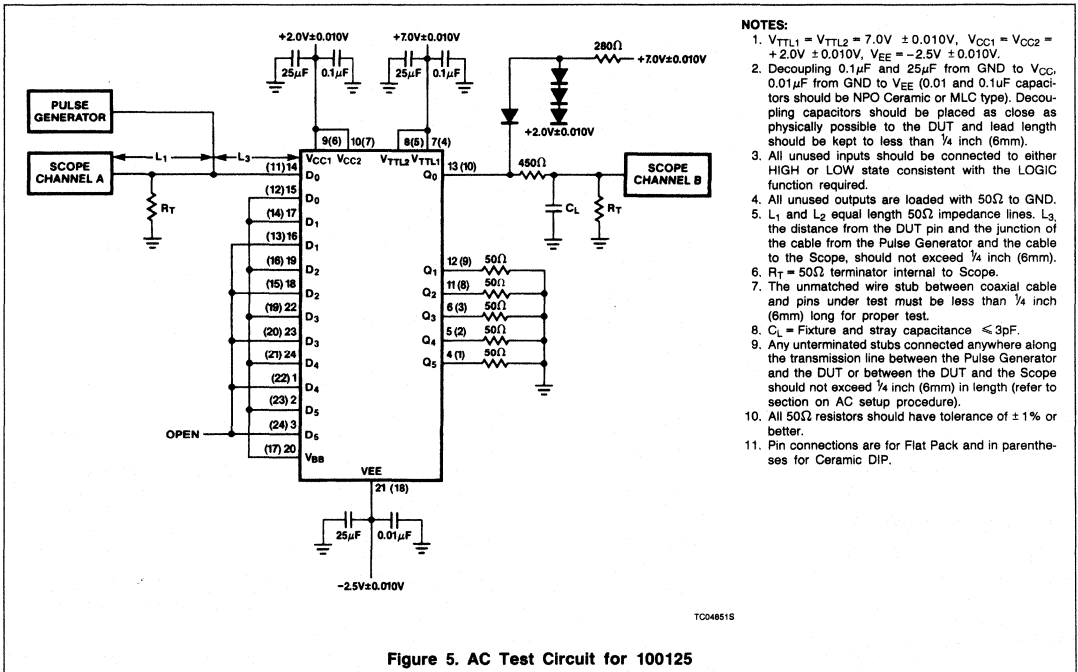 +2.0V±0.010V
+7.0V±0.010V
25μF
0.1μF
25μF
0.1μF
280Ω
+7.0V±0.010V
+2.0V±0.010V
PULSE
GENERATOR
SCOPE
CHANNEL A
L1
L3
RT
9(6) 10(7) 8(5) 7(4)
VCC1 VCC2 VTTL2 VTTL1
(11) 14
D0
(12) 15
D0
(14) 17
D1
(13) 16
D1
(16) 19
D2
(15) 18
D2
(19) 22
D3
(20) 23
D3
(21) 24
D4
(22) 1
D4
(23) 2
D5
(24) 3
D5
(17) 20
VBB
OPEN
13 (10)
Q0
450Ω
SCOPE
CHANNEL B
CL
RT
12 (9)
Q1
50Ω
11 (8)
Q2
50Ω
6 (3)
Q3
50Ω
5 (2)
Q4
50Ω
4 (1)
Q5
50Ω
VEE
21 (18)
25μF
0.01μF
-2.5V±0.010V
TC04851S
NOTES:
1. VTTL1 = VTTL2 = 7.0V ±0.010V, VCC1 = VCC2 =
+2.0V ±0.010V, VEE = -2.5V ±0.010V.
2. Decoupling 0.1μF and 25μF from GND to VCC,
0.01μF from GND to VEE (0.01 and 0.1uF capaci-
tors should be NPO Ceramic or MLC type). Decou-
pling capacitors should be placed as close as
physically possible to the DUT and lead length
should be kept to less than 1/4 inch (6mm).
3. All unused inputs should be connected to either
HIGH or LOW state consistent with the LOGIC
function required.
4. All unused outputs are loaded with 50Ω to GND.
5. L1 and L2 equal length 50Ω impedance lines. L3,
the distance from the DUT pin and the junction of
the cable from the Pulse Generator and the cable
to the Scope, should not exceed 1/4 inch (6mm).
6. RT = 50Ω terminator internal to Scope.
7. The unmatched wire stub between coaxial cable
and pins under test must be less than 1/4 inch
(6mm) long for proper test.
8. CL = Fixture and stray capacitance ≤ 3pF.
9. Any unterminated stubs connected anywhere along
the transmission line between the Pulse Generator
and the DUT or between the DUT and the Scope
should not exceed 1/4 inch (6mm) in length (refer to
section on AC setup procedure).
10. All 50Ω resistors should have tolerance of ±1% or
better.
11. Pin connections are for Flat Pack and in parenthe-
ses for Ceramic DIP.
Figure 5. AC Test Circuit for 100125